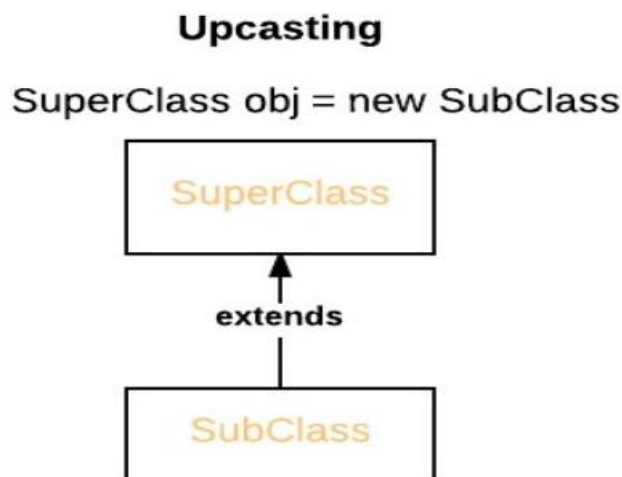 Upcasting
SuperClass obj = new SubClass
SuperClass
extends
SubClass